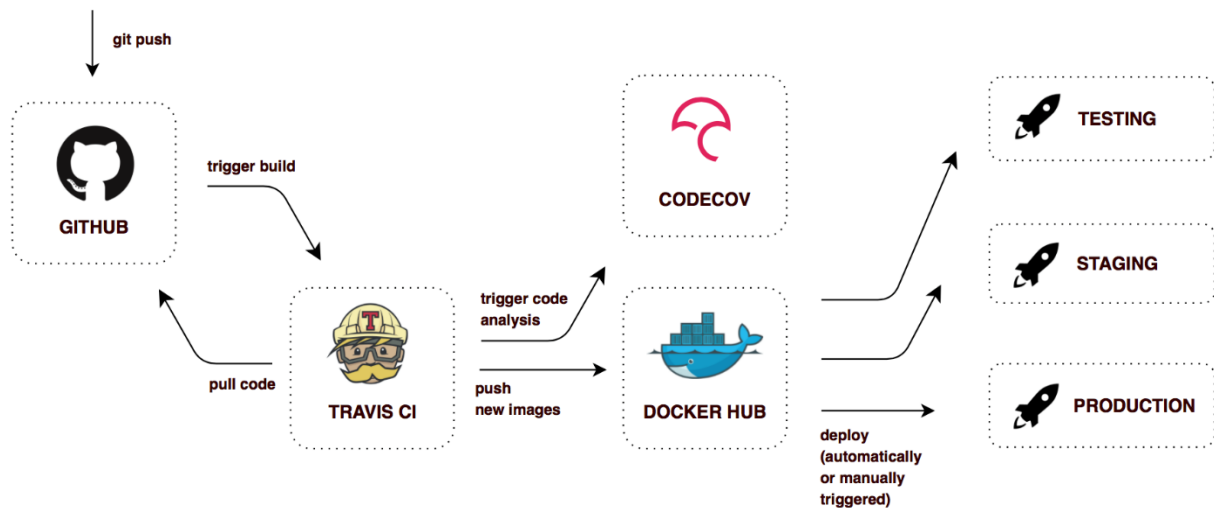 git push
GITHUB
trigger build
pull code
T
TRAVIS CI
trigger code
analysis
push
new images
CODECOV
DOCKER HUB
deploy
(automatically
or manually
triggered)
TESTING
STAGING
PRODUCTION